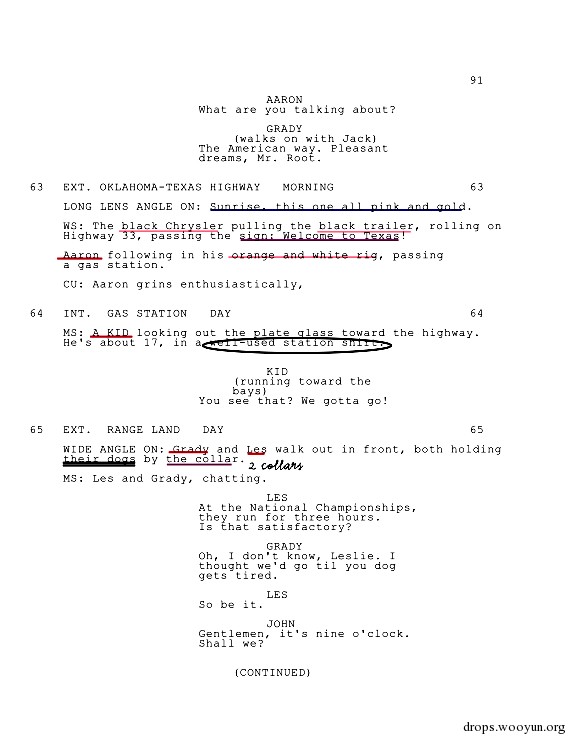 91
AARON
What are you talking about?
GRADY
(walks on with Jack)
The American way. Pleasant
dreams, Mr. Root.
63 EXT. OKLAHOMA-TEXAS HIGHWAY MORNING 63
LONG LENS ANGLE ON: Sunrise, this one all pink and gold.
WS: The black Chrysler pulling the black trailer, rolling on
Highway 33, passing the sign: Welcome to Texas!
Aaron following in his orange and white rig, passing
a gas station.
CU: Aaron grins enthusiastically,
64 INT. GAS STATION DAY 64
MS: A KID looking out the plate glass toward the highway.
He's about 17, in a well-used station shirt.
KID
(running toward the
bays)
You see that? We gotta go!
65 EXT. RANGE LAND DAY 65
WIDE ANGLE ON: Grady and Les walk out in front, both holding
their dogs by the collar.
2 collars
MS: Les and Grady, chatting.
LES
At the National Championships,
they run for three hours.
Is that satisfactory?
GRADY
Oh, I don't know, Leslie. I
thought we'd go til you dog
gets tired.
LES
So be it.
JOHN
Gentlemen, it's nine o'clock.
Shall we?
(CONTINUED)
drops.wooyun.org